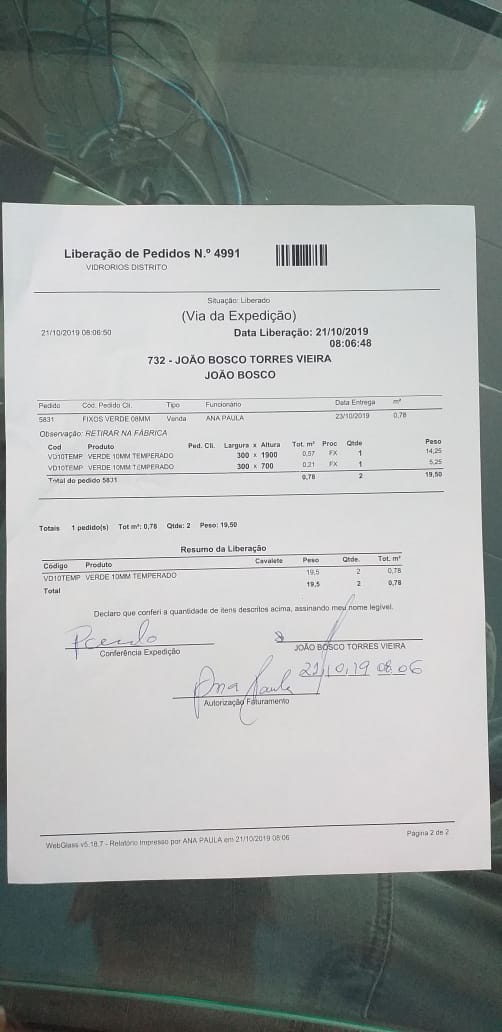 Liberação de Pedidos N.º 4991
VIDRORIOS DISTRITO
Situação: Liberado
(Via da Expedição)
21/10/2019 08:06:50
Data Liberação: 21/10/2019
08:06:48
732 - JOÃO BOSCO TORRES VIEIRA
JOÃO BOSCO
Pedido Cód. Pedido Cli. Tipo Funcionário Data Entrega m²
5831 FIXOS VERDE 08MM Venda ANA PAULA 23/10/2019 0,78
Observação: RETIRAR NA FÁBRICA
Cod Produto Ped. Cli. Largura x Altura Tot. m² Proc Qtde Peso
VD10TEMP VERDE 10MM TEMPERADO 300 x 1900 0,57 FX 1 14,25
VD10TEMP VERDE 10MM TEMPERADO 300 x 700 0,21 FX 1 5,25
Total do pedido 5831 0,78 2 19,50
Totais 1 pedido(s) Tot m²: 0,78 Qtde: 2 Peso: 19,50
Resumo da Liberação
Código Produto Cavalete Peso Qtde. Tot. m²
VD10TEMP VERDE 10MM TEMPERADO 19,5 2 0,78
Total 19,5 2 0,78
Declaro que conferi a quantidade de itens descritos acima, assinando meu nome legível.
Conferência Expedição
JOÃO BOSCO TORRES VIEIRA
21/10/19 08:06
Ana Paula
Autorização Faturamento
WebGlass v5.18.7 - Relatório Impresso por ANA PAULA em 21/10/2019 08:06
Página 2 de 2